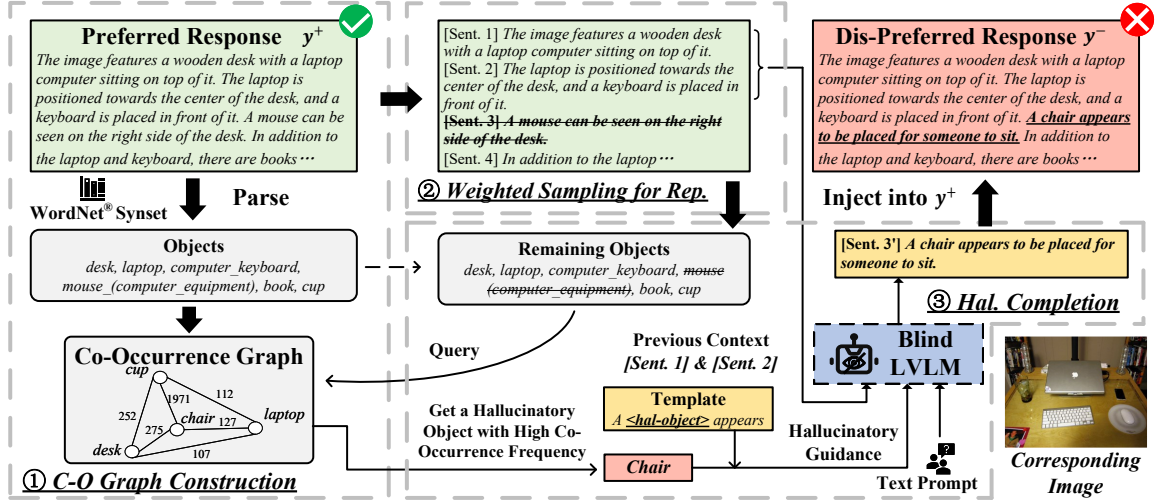 Preferred Response y⁺
The image features a wooden desk with a laptop
computer sitting on top of it. The laptop is
positioned towards the center of the desk, and a
keyboard is placed in front of it. A mouse can be
seen on the right side of the desk. In addition to
the laptop and keyboard, there are books ⋯
WordNet® Synset
Parse
Objects
desk, laptop, computer_keyboard,
mouse_(computer_equipment), book, cup
Co-Occurrence Graph
cup
112
1971
laptop
252
chair
275
127
desk
107
① C-O Graph Construction
[Sent. 1] The image features a wooden desk
with a laptop computer sitting on top of it.
[Sent. 2] The laptop is positioned towards the
center of the desk, and a keyboard is placed in
front of it.
[Sent. 3] A mouse can be seen on the right
side of the desk.
[Sent. 4] In addition to the laptop ⋯
② Weighted Sampling for Rep.
Remaining Objects
desk, laptop, computer_keyboard, mouse
(computer_equipment), book, cup
Query
Previous Context
[Sent. 1] & [Sent. 2]
Get a Hallucinatory
Object with High Co-
Occurrence Frequency
Template
A <hal-object> appears
Chair
Hallucinatory
Guidance
Text Prompt
Blind
LVLM
③ Hal. Completion
[Sent. 3'] A chair appears to be placed for
someone to sit.
Inject into y⁺
Dis-Preferred Response y⁻
The image features a wooden desk with a laptop
computer sitting on top of it. The laptop is
positioned towards the center of the desk, and a
keyboard is placed in front of it. A chair appears
to be placed for someone to sit. In addition to
the laptop and keyboard, there are books ⋯
Corresponding
Image